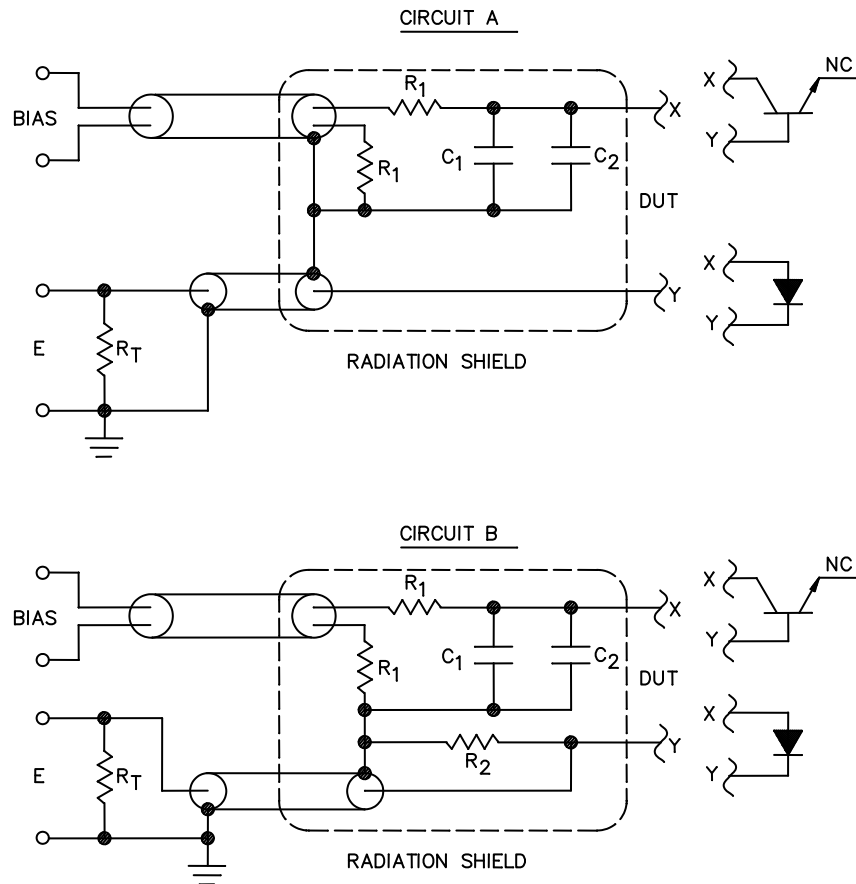 CIRCUIT A
R1
X
X
NC
BIAS
Y
C1
C2
R1
DUT
X
Y
Y
E
RT
RADIATION SHIELD
CIRCUIT B
R1
X
X
NC
BIAS
Y
C1
C2
R1
DUT
X
Y
R2
Y
E
RT
RADIATION SHIELD